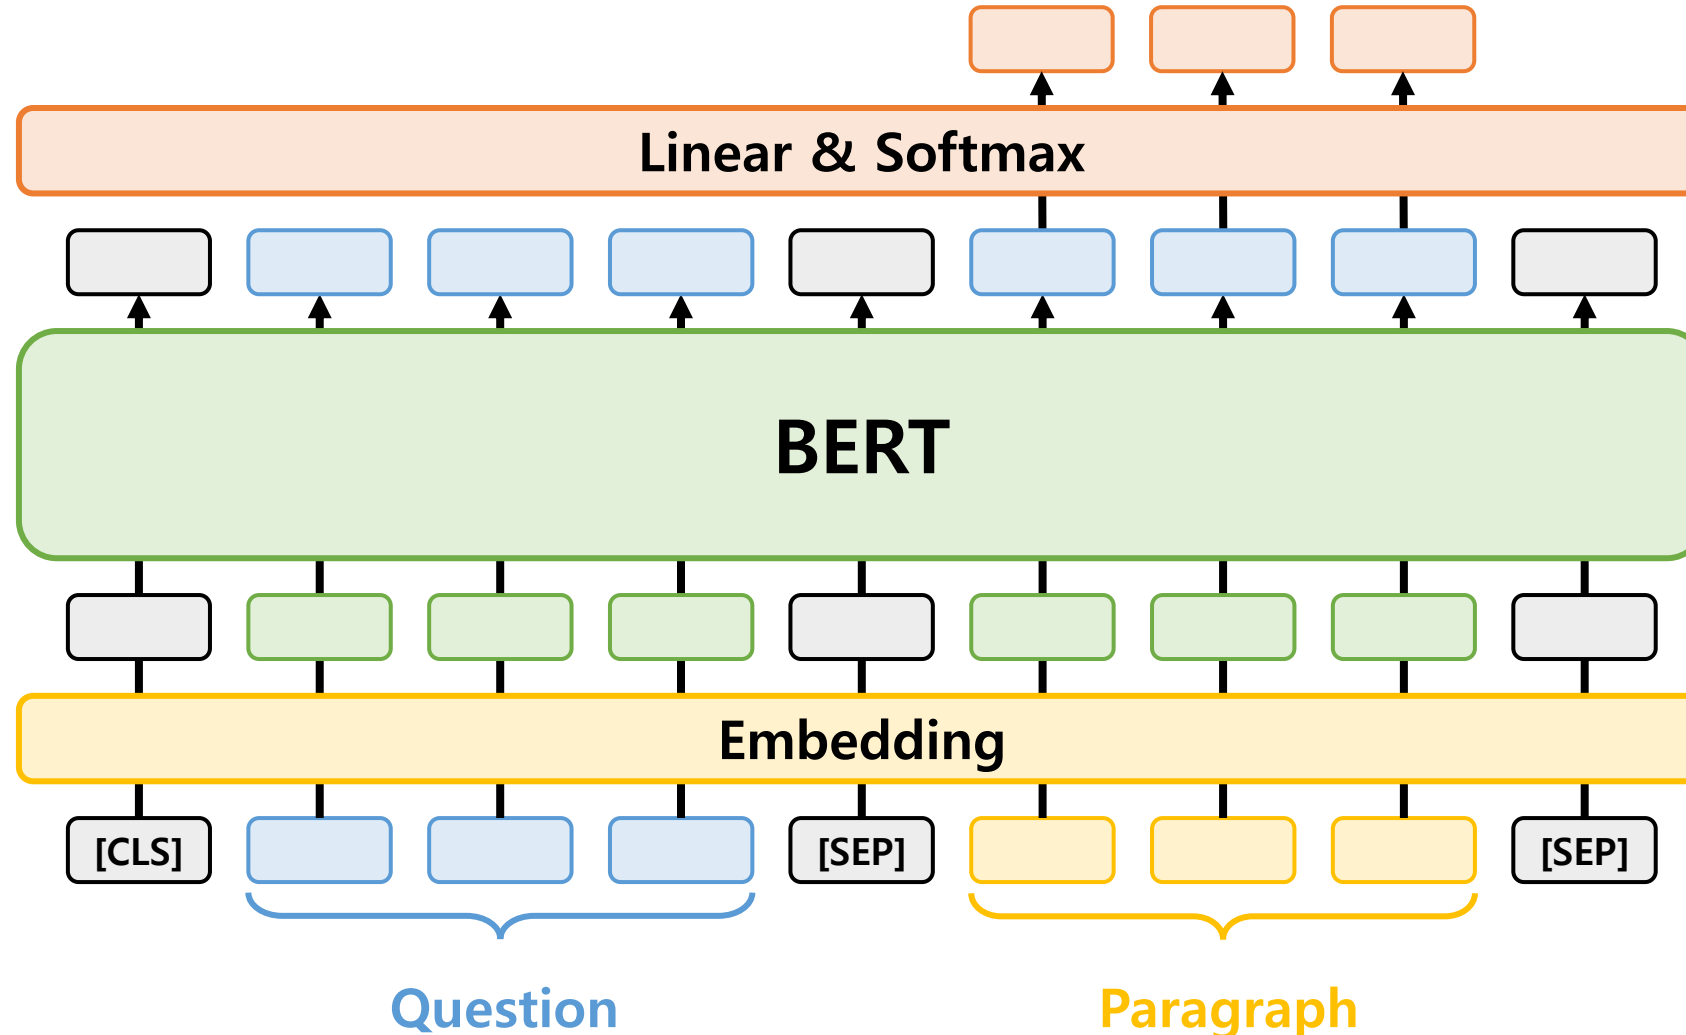 Linear & Softmax
BERT
Embedding
[CLS] [SEP] [SEP]
Question Paragraph